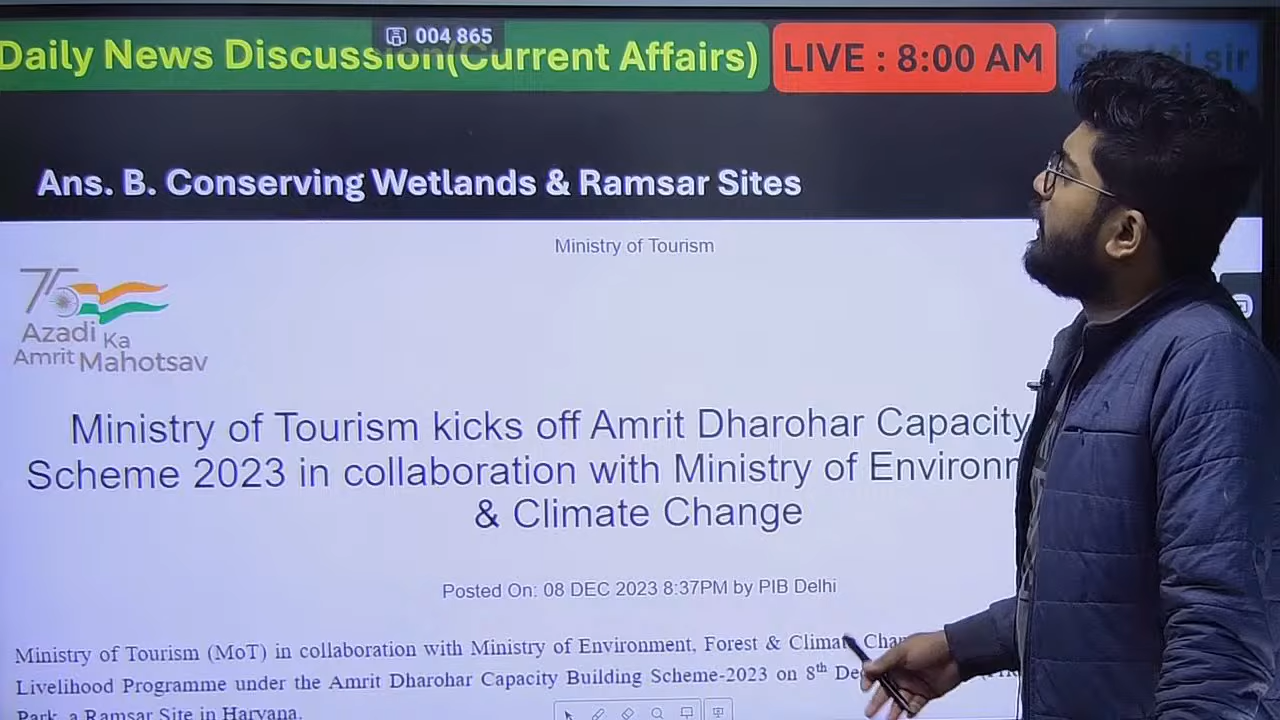 004 865
Daily News Discussion(Current Affairs)
LIVE : 8:00 AM
sir
Ans. B. Conserving Wetlands & Ramsar Sites
Ministry of Tourism
75
Azadi Ka
Amrit Mahotsav
Ministry of Tourism kicks off Amrit Dharohar Capacity
Scheme 2023 in collaboration with Ministry of
& Climate Change
Posted On: 08 DEC 2023 8:37PM by PIB Delhi
Ministry of Tourism (MoT) in collaboration with Ministry of Environment, Forest & Climate
Livelihood Programme under the Amrit Dharohar Capacity Building Scheme-2023 on 8th
Park, a Ramsar Site in Haryana.